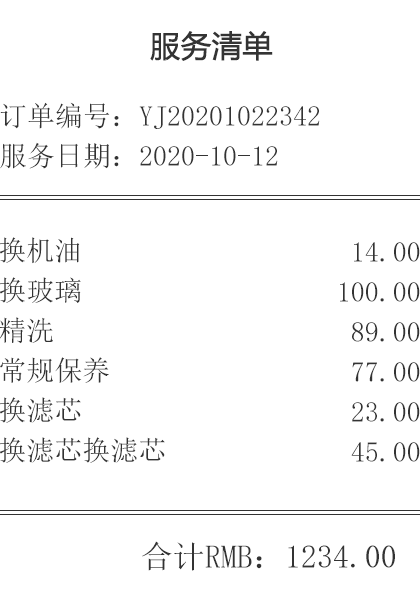 服务清单
订单编号：YJ20201022342
服务日期：2020-10-12
换机油 14.00
换玻璃 100.00
精洗 89.00
常规保养 77.00
换滤芯 23.00
换滤芯换滤芯 45.00
合计RMB：1234.00